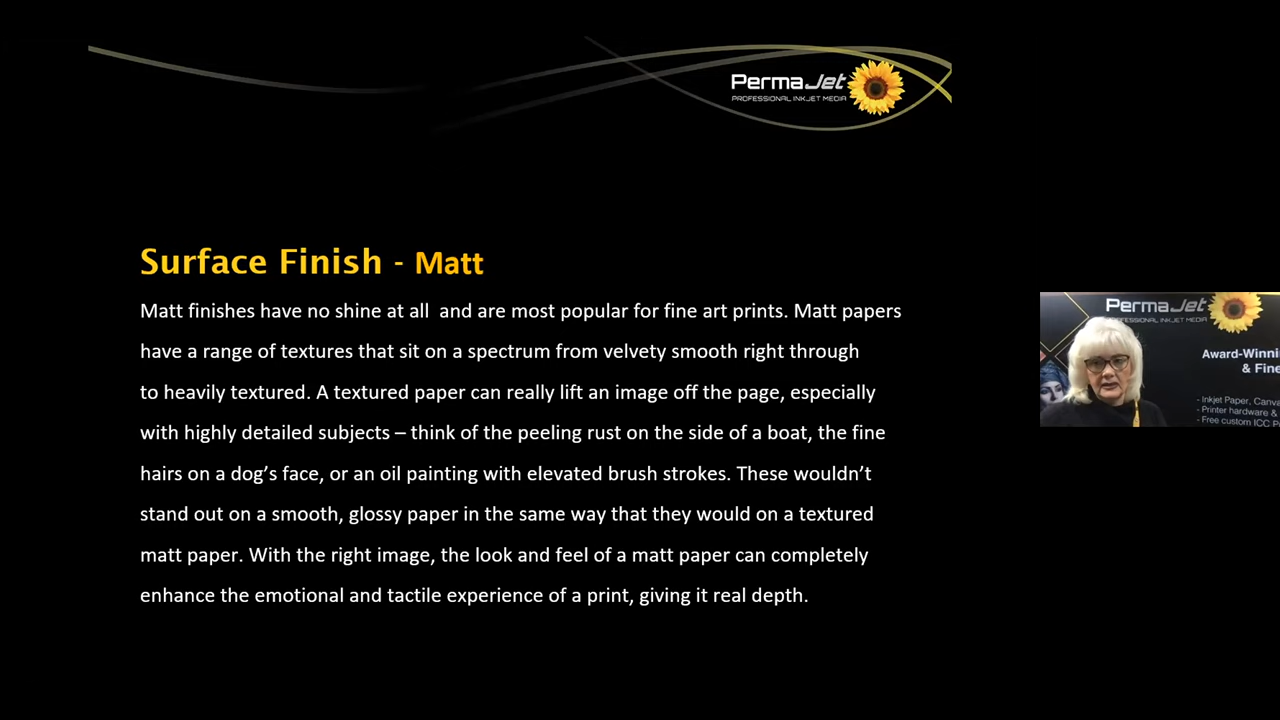 PermaJet
PROFESSIONAL INKJET MEDIA
Surface Finish - Matt
Matt finishes have no shine at all  and are most popular for fine art prints. Matt papers
have a range of textures that sit on a spectrum from velvety smooth right through
to heavily textured. A textured paper can really lift an image off the page, especially
with highly detailed subjects – think of the peeling rust on the side of a boat, the fine
hairs on a dog’s face, or an oil painting with elevated brush strokes. These wouldn’t
stand out on a smooth, glossy paper in the same way that they would on a textured
matt paper. With the right image, the look and feel of a matt paper can completely
enhance the emotional and tactile experience of a print, giving it real depth.
PermaJet
PROFESSIONAL INKJET MEDIA
Award-Winni
& Fine
- Inkjet Paper, Canva
- Printer hardware &
- Free custom ICC P